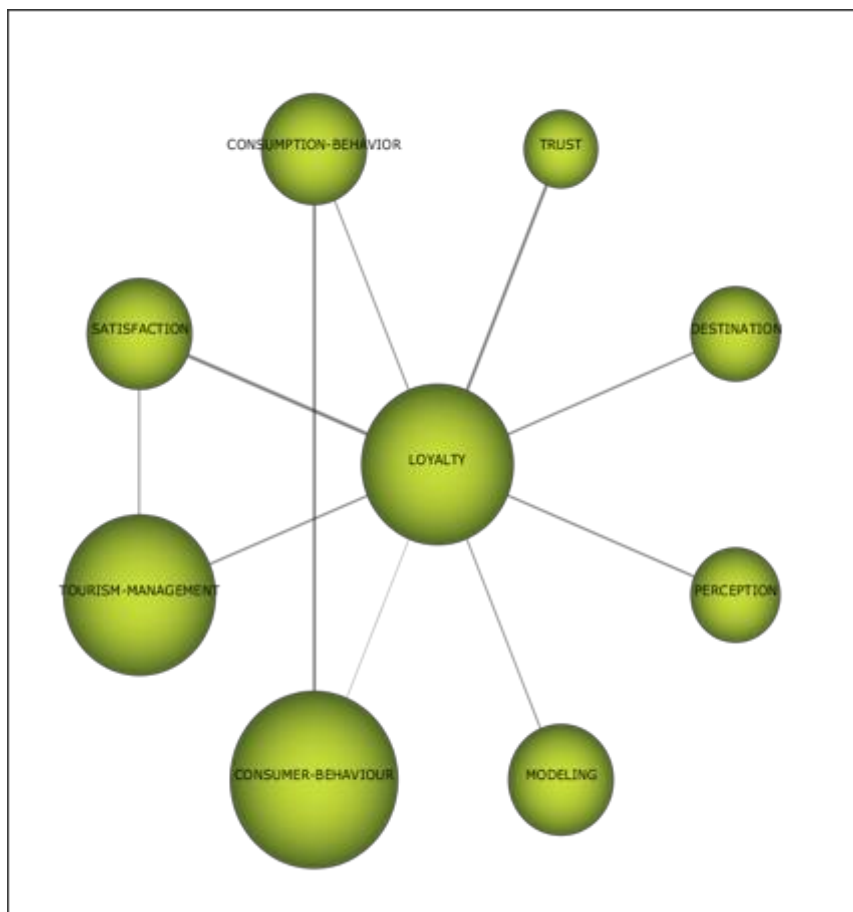 CONSUMPTION-BEHAVIOR
TRUST
SATISFACTION
DESTINATION
LOYALTY
TOURISM-MANAGEMENT
PERCEPTION
CONSUMER-BEHAVIOUR
MODELING